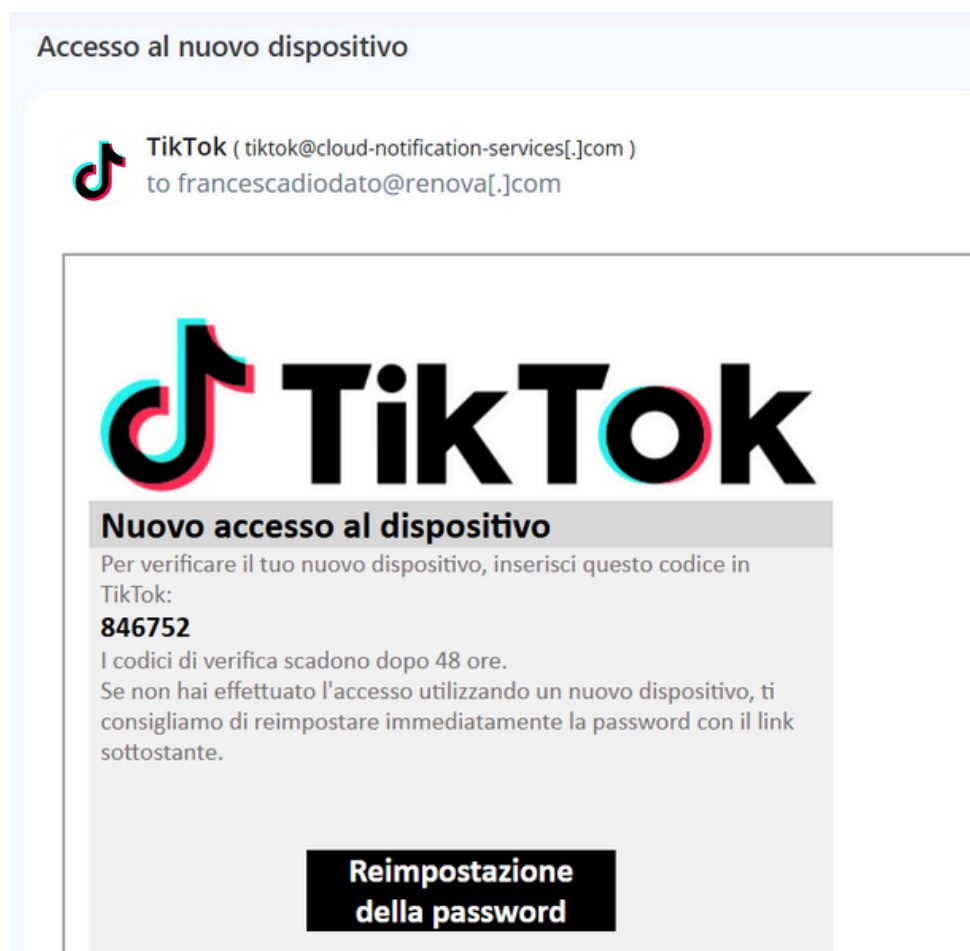 Accesso al nuovo dispositivo
TikTok ( tiktok@cloud-notification-services[.]com )
to francescadiodato@renova[.]com
TikTok
Nuovo accesso al dispositivo
Per verificare il tuo nuovo dispositivo, inserisci questo codice in
TikTok:
846752
I codici di verifica scadono dopo 48 ore.
Se non hai effettuato l'accesso utilizzando un nuovo dispositivo, ti
consigliamo di reimpostare immediatamente la password con il link
sottostante.
Reimpostazione
della password